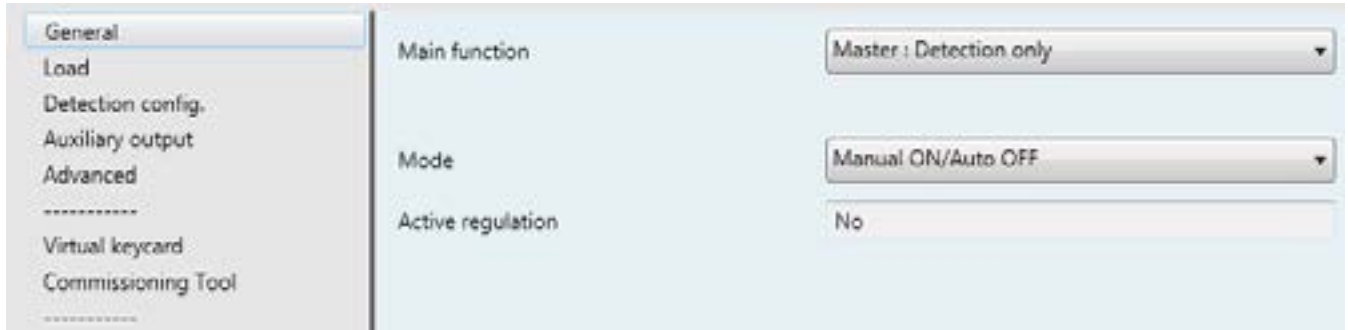 General
Load
Detection config.
Auxiliary output
Advanced
-----------
Virtual keycard
Commissioning Tool
-----------
Main function
Master : Detection only
Mode
Manual ON/Auto OFF
Active regulation
No